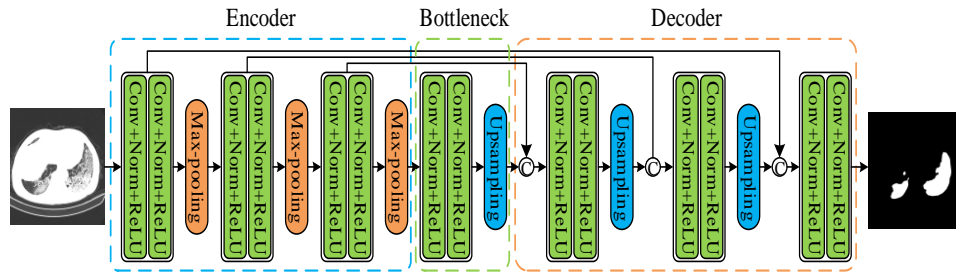 Encoder
Bottleneck
Decoder
Conv+Norm+ReLU
Conv+Norm+ReLU
Max-pooling
Conv+Norm+ReLU
Conv+Norm+ReLU
Max-pooling
Conv+Norm+ReLU
Conv+Norm+ReLU
Max-pooling
Conv+Norm+ReLU
Conv+Norm+ReLU
Upsampling
C
Conv+Norm+ReLU
Conv+Norm+ReLU
Upsampling
C
Conv+Norm+ReLU
Conv+Norm+ReLU
Upsampling
C
Conv+Norm+ReLU
Conv+Norm+ReLU